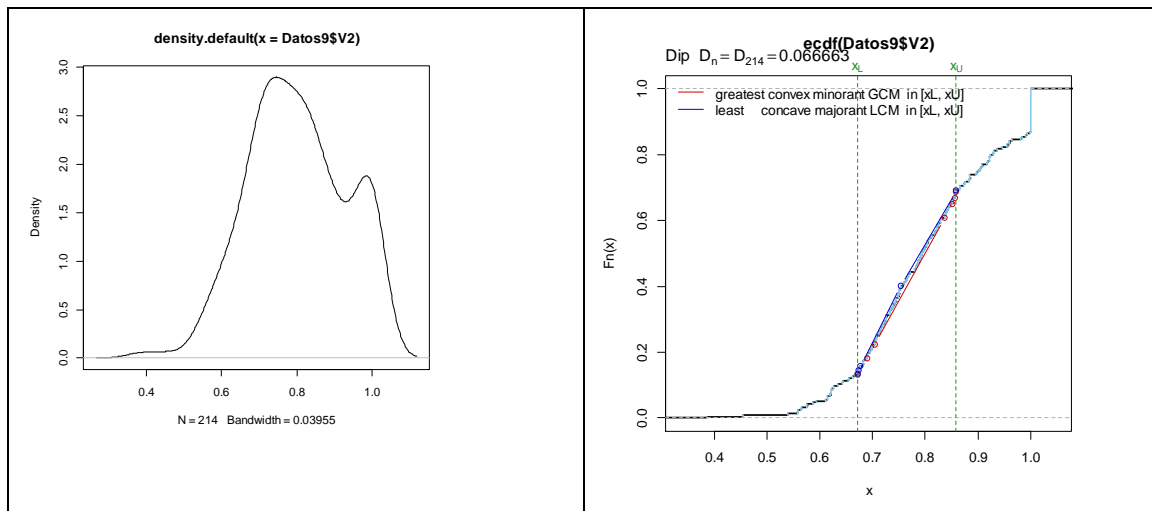 density.default(x = Datos9$V2)
Density
0.0 0.5 1.0 1.5 2.0 2.5 3.0
0.4 0.6 0.8 1.0
N = 214 Bandwidth = 0.03955
ecdf(Datos9$V2)
Dip Dn = D214 = 0.066663
xL xU
greatest convex minorant GCM in [xL, xU]
least concave majorant LCM in [xL, xU]
Fn(x)
0.0 0.2 0.4 0.6 0.8 1.0
0.4 0.5 0.6 0.7 0.8 0.9 1.0
x